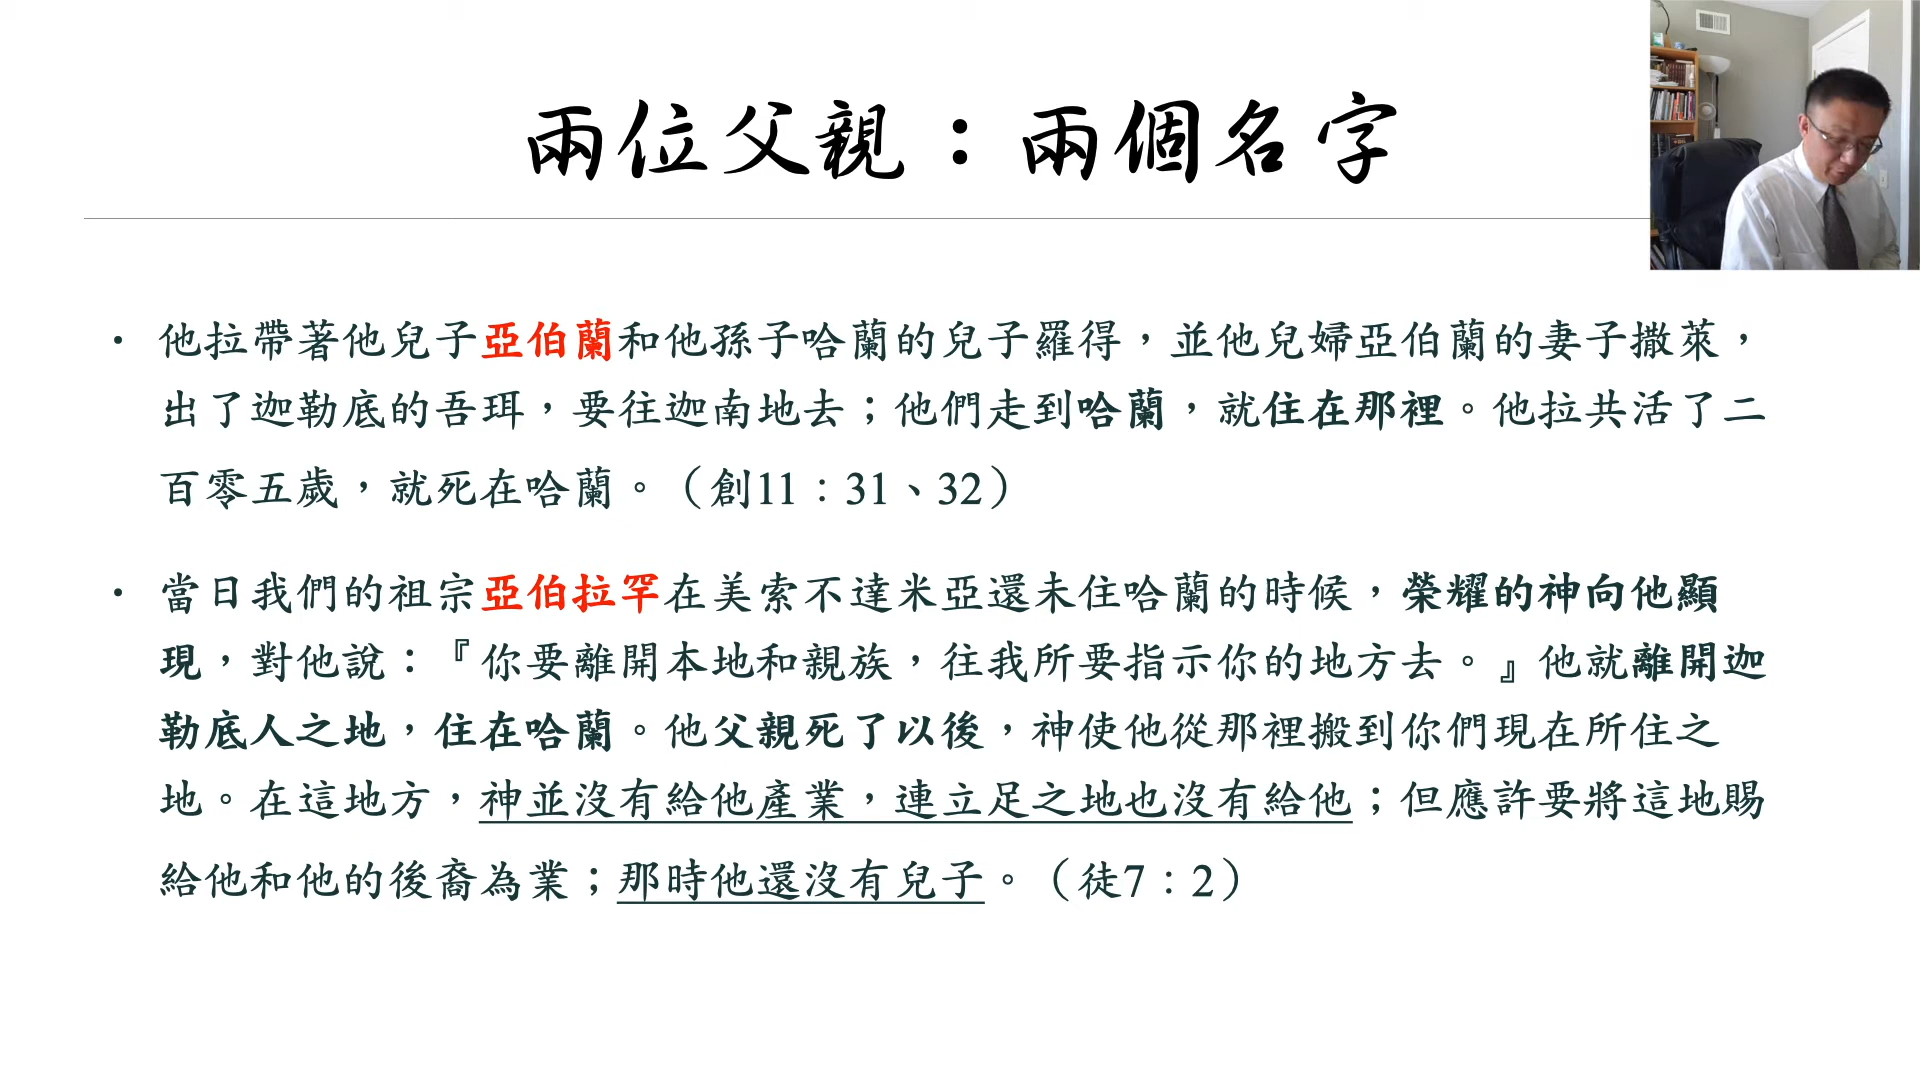 兩位父親：兩個名字
• 他拉帶著他兒子亞伯蘭和他孫子哈蘭的兒子羅得，並他兒婦亞伯蘭的妻子撒萊，
出了迦勒底的吾珥，要往迦南地去；他們走到哈蘭，就住在那裡。他拉共活了二
百零五歲，就死在哈蘭。（創11：31、32）
• 當日我們的祖宗亞伯拉罕在美索不達米亞還未住哈蘭的時候，榮耀的神向他顯
現，對他說：『你要離開本地和親族，往我所要指示你的地方去。』他就離開迦
勒底人之地，住在哈蘭。他父親死了以後，神使他從那裡搬到你們現在所住之
地。在這地方，神並沒有給他產業，連立足之地也沒有給他；但應許要將這地賜
給他和他的後裔為業；那時他還沒有兒子。（徒7：2）